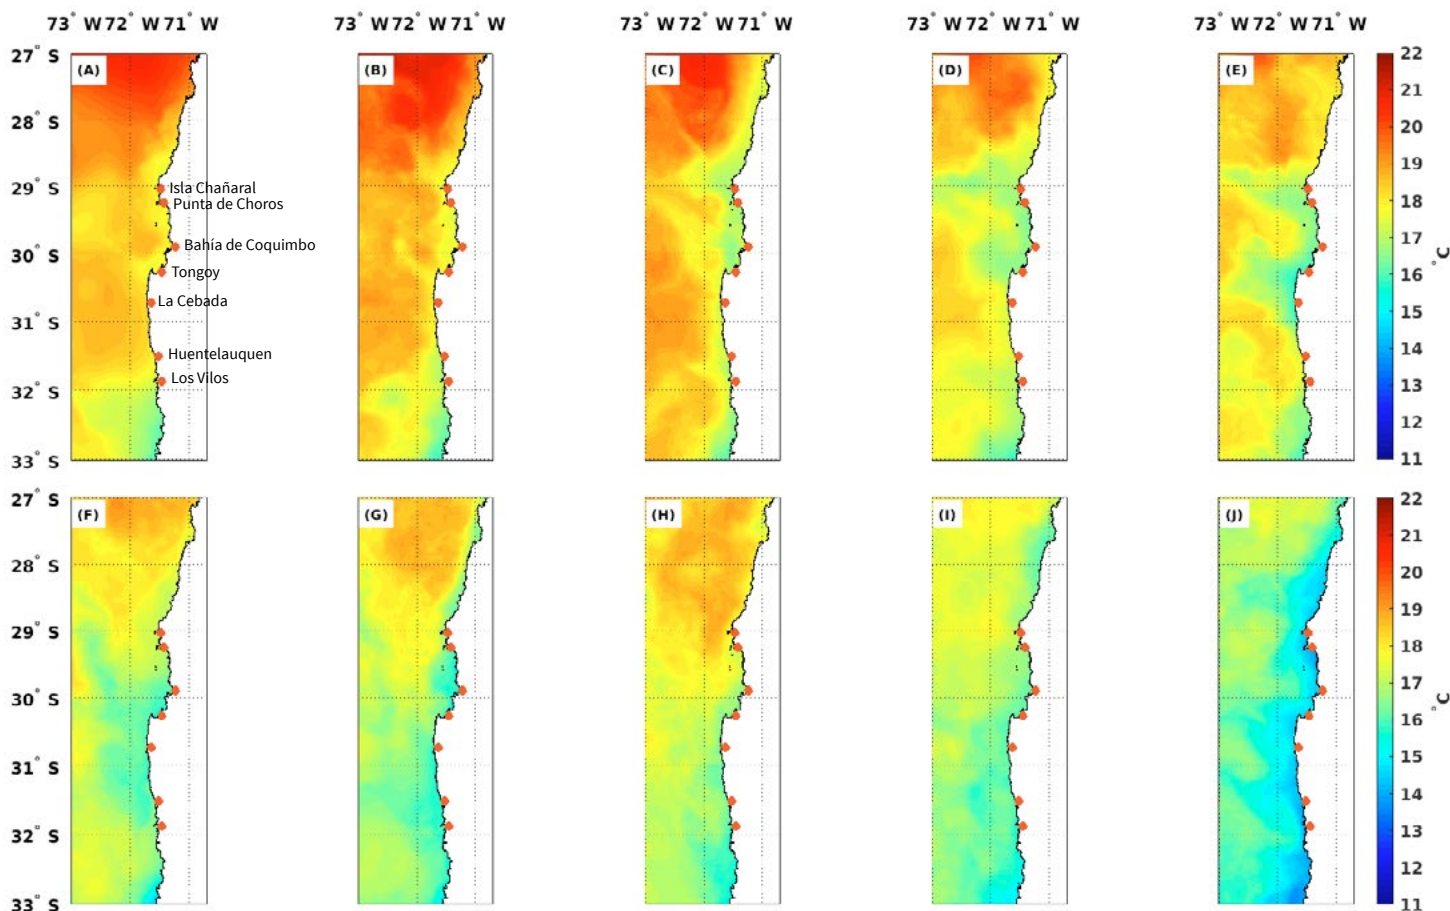 73° W 72° W 71° W 73° W 72° W 71° W 73° W 72° W 71° W 73° W 72° W 71° W 73° W 72° W 71° W
27° S
28° S
29° S
30° S
31° S
32° S
33° S
(A) (B) (C) (D) (E)
Isla Chañaral
Punta de Choros
Bahía de Coquimbo
Tongoy
La Cebada
Huentelauquen
Los Vilos
22
21
20
19
18
17
16
15
14
13
12
11
°C
27° S
28° S
29° S
30° S
31° S
32° S
33° S
(F) (G) (H) (I) (J)
22
21
20
19
18
17
16
15
14
13
12
11
°C